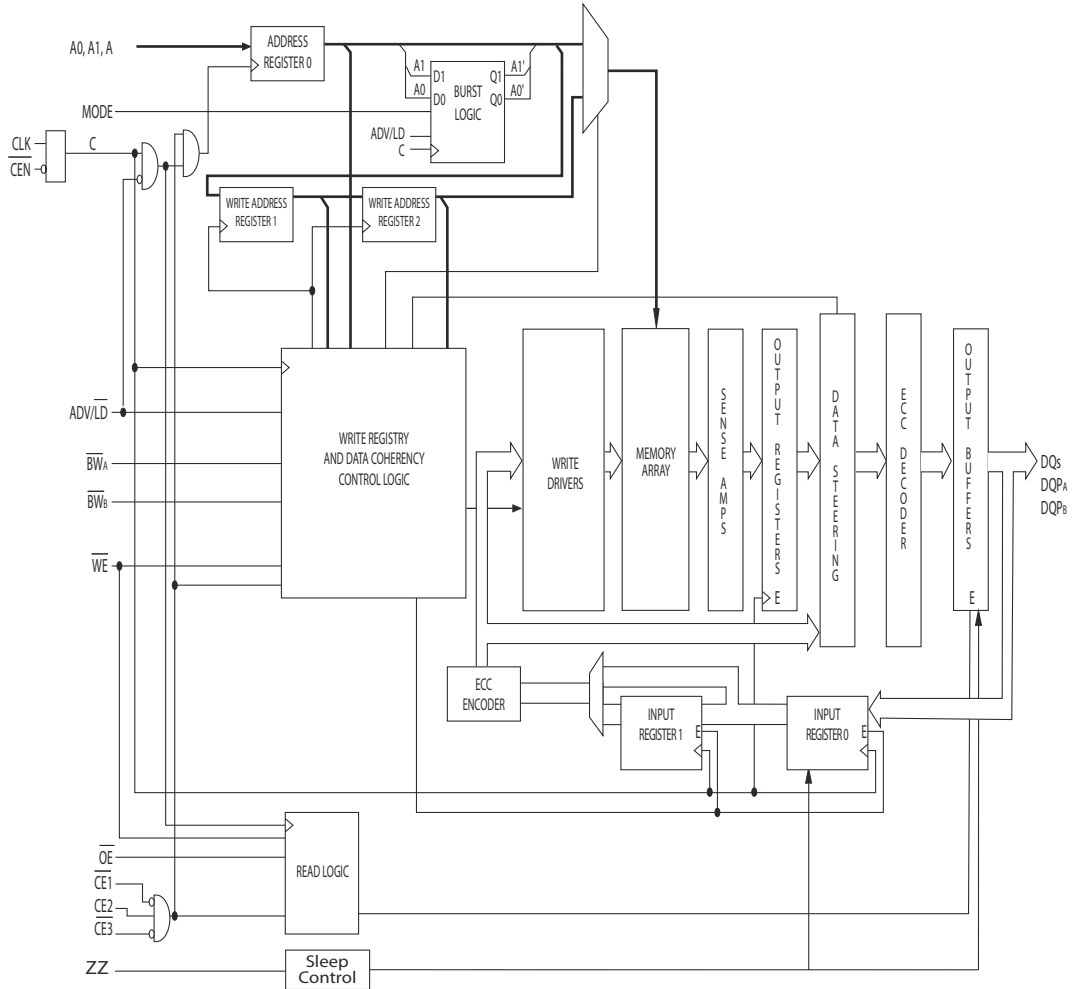 A0, A1, A
ADDRESS
REGISTER 0
A1
A0
D1
D0
BURST
LOGIC
Q1
Q0
A1'
A0'
MODE
ADV/LD
C
CLK
C
CEN
WRITE ADDRESS
REGISTER 1
WRITE ADDRESS
REGISTER 2
ADV/LD
BWA
BWB
WE
WRITE REGISTRY
AND DATA COHERENCY
CONTROL LOGIC
WRITE
DRIVERS
MEMORY
ARRAY
SENSE AMPS
OUTPUT REGISTERS
E
DATA STEERING
ECC DECODER
OUTPUT BUFFERS
E
DQs
DQPA
DQPB
ECC
ENCODER
INPUT
REGISTER 1
E
INPUT
REGISTER 0
E
OE
CE1
CE2
CE3
READ LOGIC
ZZ
Sleep
Control